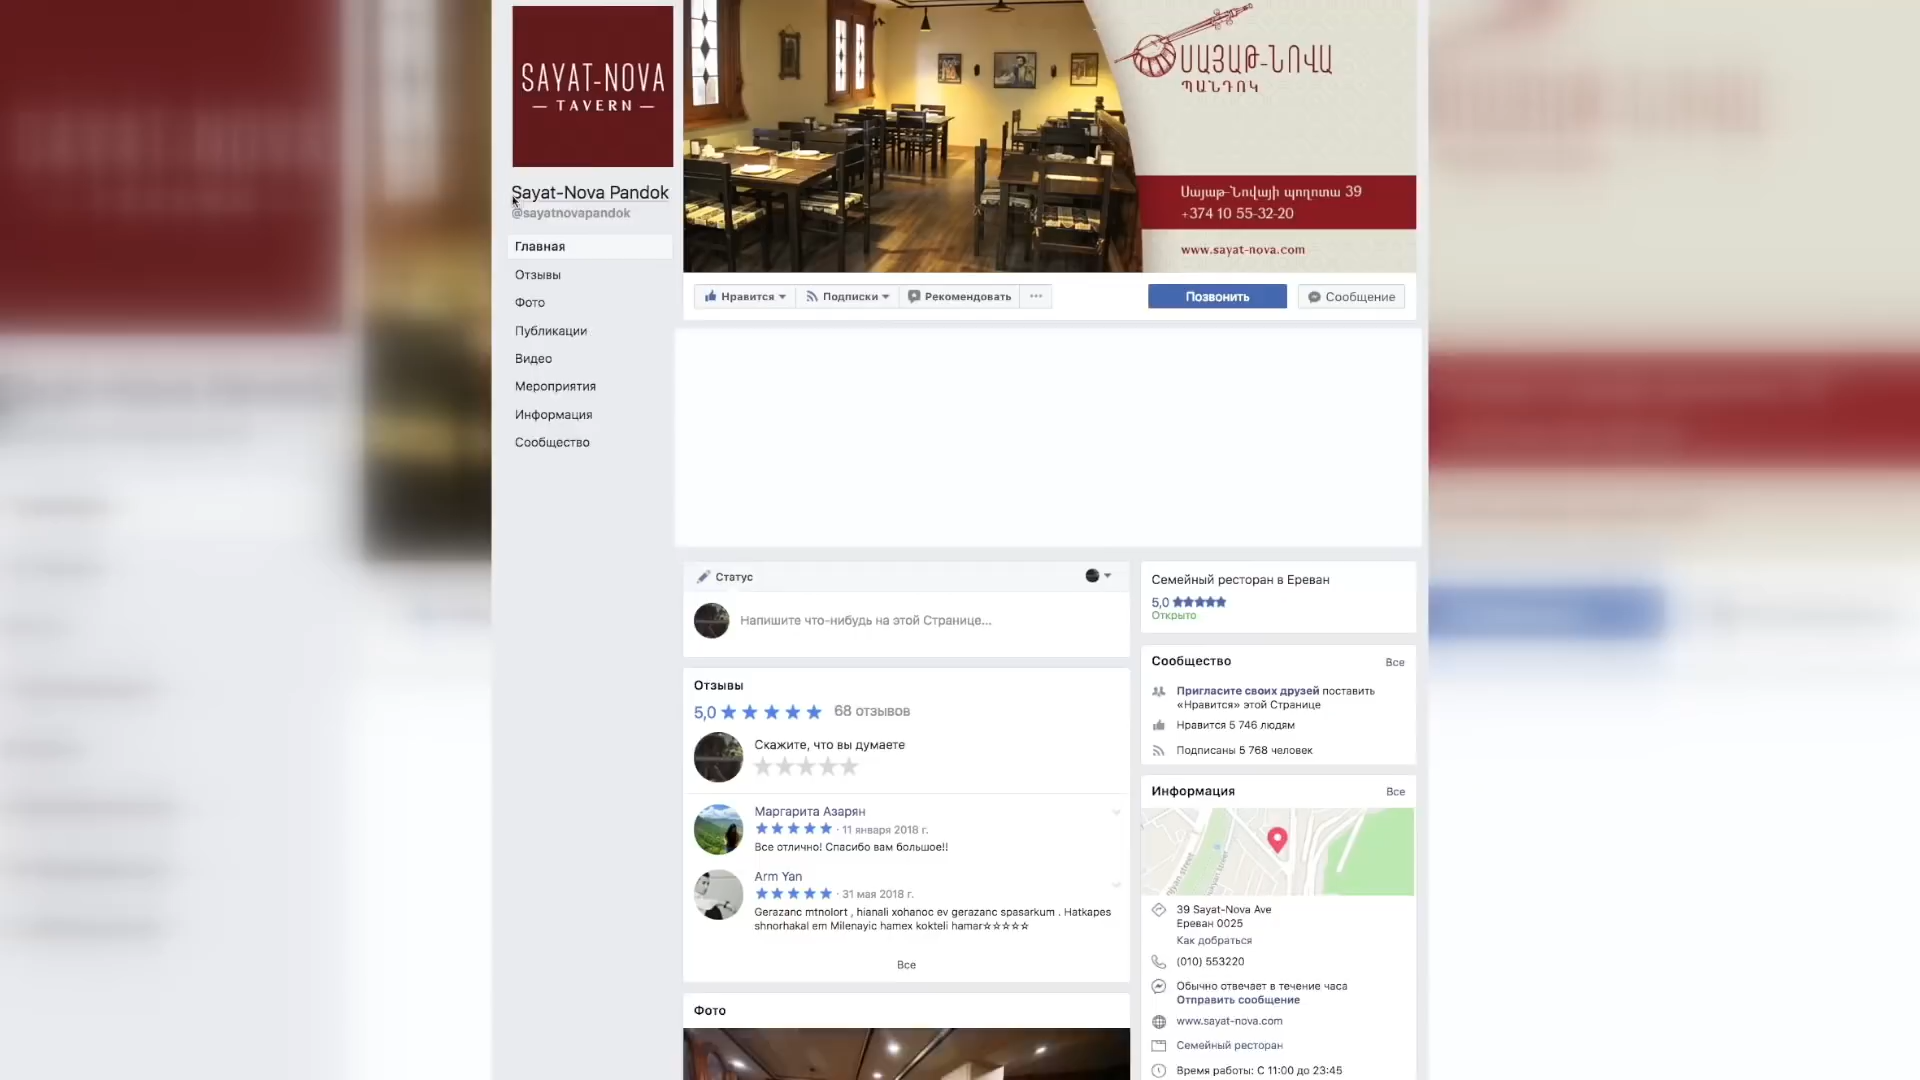 SAYAT-NOVA
TAVERN
ՍԱՅԱԹ-ՆՈՎԱ
ՊԱՆԴՈԿ
Սայաթ-Նովայի պողոտա 39
+374 10 55-32-20
www.sayat-nova.com
Sayat-Nova Pandok
@sayatnovapandok
Главная
Отзывы
Фото
Публикации
Видео
Мероприятия
Информация
Сообщество
Нравится
Подписки
Рекомендовать
Позвонить
Сообщение
Статус
Напишите что-нибудь на этой Странице...
Отзывы
5,0 ★★★★★ 68 отзывов
Скажите, что вы думаете
Маргарита Азарян
★★★★★ · 11 января 2018 г.
Все отлично! Спасибо вам большое!!
Arm Yan
★★★★★ · 31 мая 2018 г.
Gerazanc mtnolort , hianali xohanoc ev gerazanc spasarkum . Hatkapes
shnorhakal em Milenayic hamex kokteli hamar☆☆☆☆☆
Все
Фото
Семейный ресторан в Ереван
5,0 ★★★★★
Открыто
Сообщество
Все
Пригласите своих друзей поставить
«Нравится» этой Странице
Нравится 5 746 людям
Подписаны 5 768 человек
Информация
Все
39 Sayat-Nova Ave
Ереван 0025
Как добраться
(010) 553220
Обычно отвечает в течение часа
Отправить сообщение
www.sayat-nova.com
Семейный ресторан
Время работы: С 11:00 до 23:45